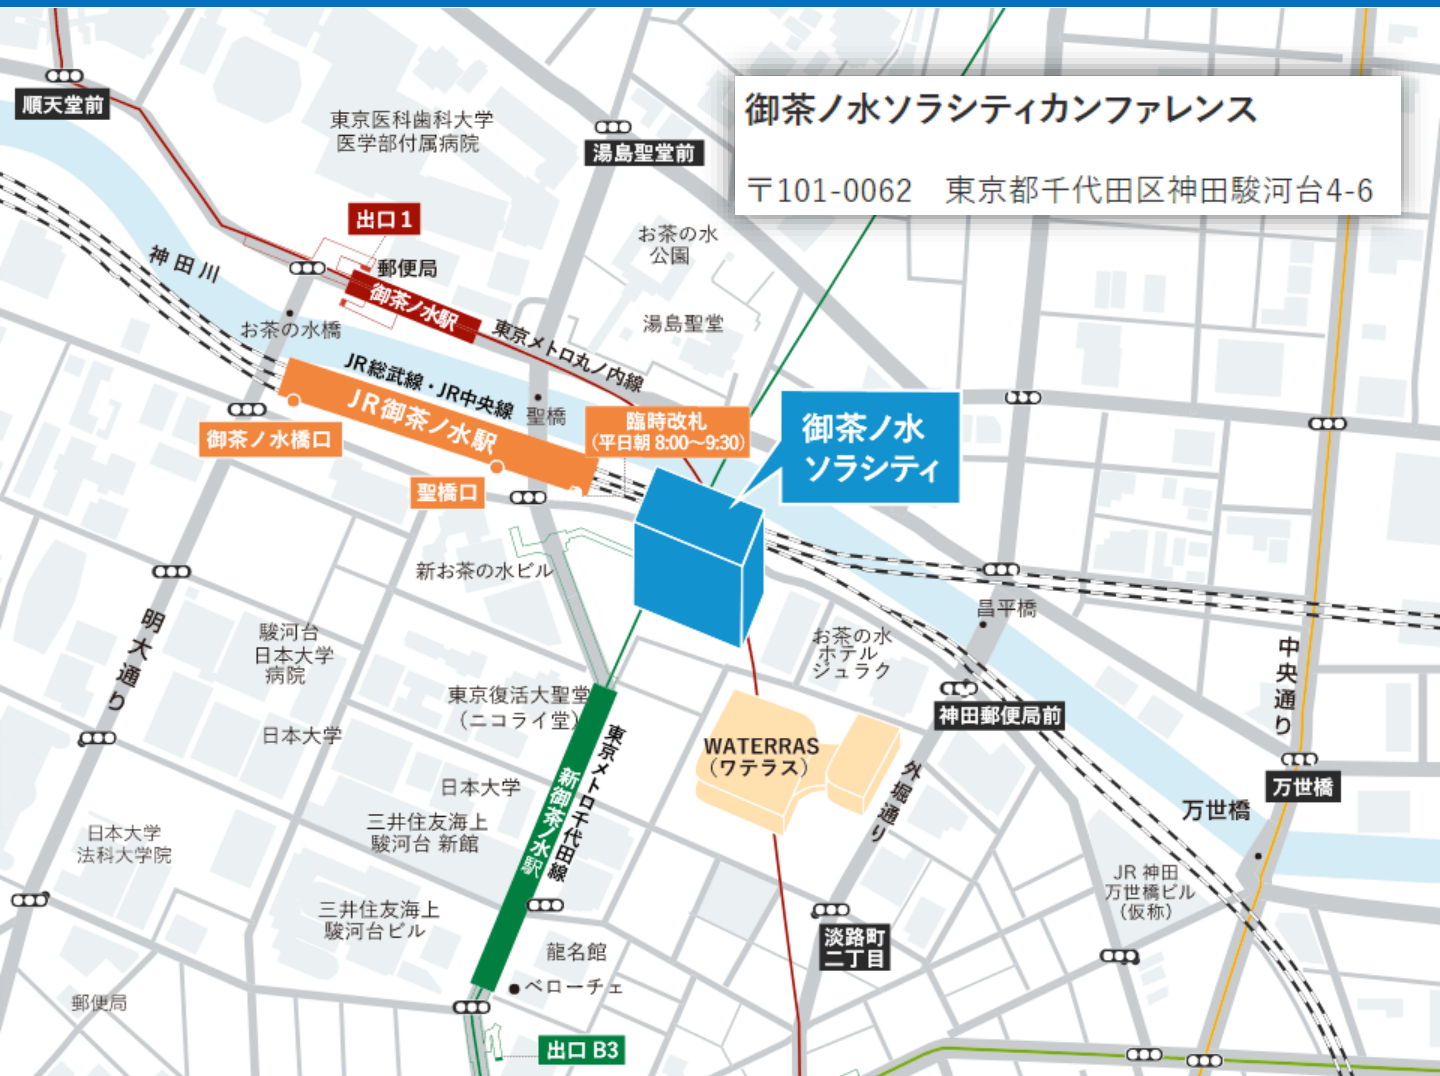 順天堂前
東京医科歯科大学
医学部付属病院
湯島聖堂前
御茶ノ水ソラシティカンファレンス
〒101-0062　東京都千代田区神田駿河台4-6
出口1
郵便局
神田川
御茶ノ水駅
お茶の水
公園
湯島聖堂
お茶の水橋
東京メトロ丸ノ内線
JR総武線・JR中央線
JR御茶ノ水駅
聖橋
臨時改札
（平日朝 8:00〜9:30）
御茶ノ水
ソラシティ
御茶ノ水橋口
聖橋口
新お茶の水ビル
明大通り
駿河台
日本大学
病院
昌平橋
お茶の水
ホテル
ジュラク
中央通り
東京復活大聖堂
（ニコライ堂）
神田郵便局前
日本大学
WATERRAS
（ワテラス）
東京メトロ千代田線
新御茶ノ水駅
外堀通り
万世橋
万世橋
日本大学
三井住友海上
駿河台 新館
日本大学
法科大学院
JR 神田
万世橋ビル
（仮称）
三井住友海上
駿河台ビル
淡路町
二丁目
龍名館
ベローチェ
郵便局
出口 B3